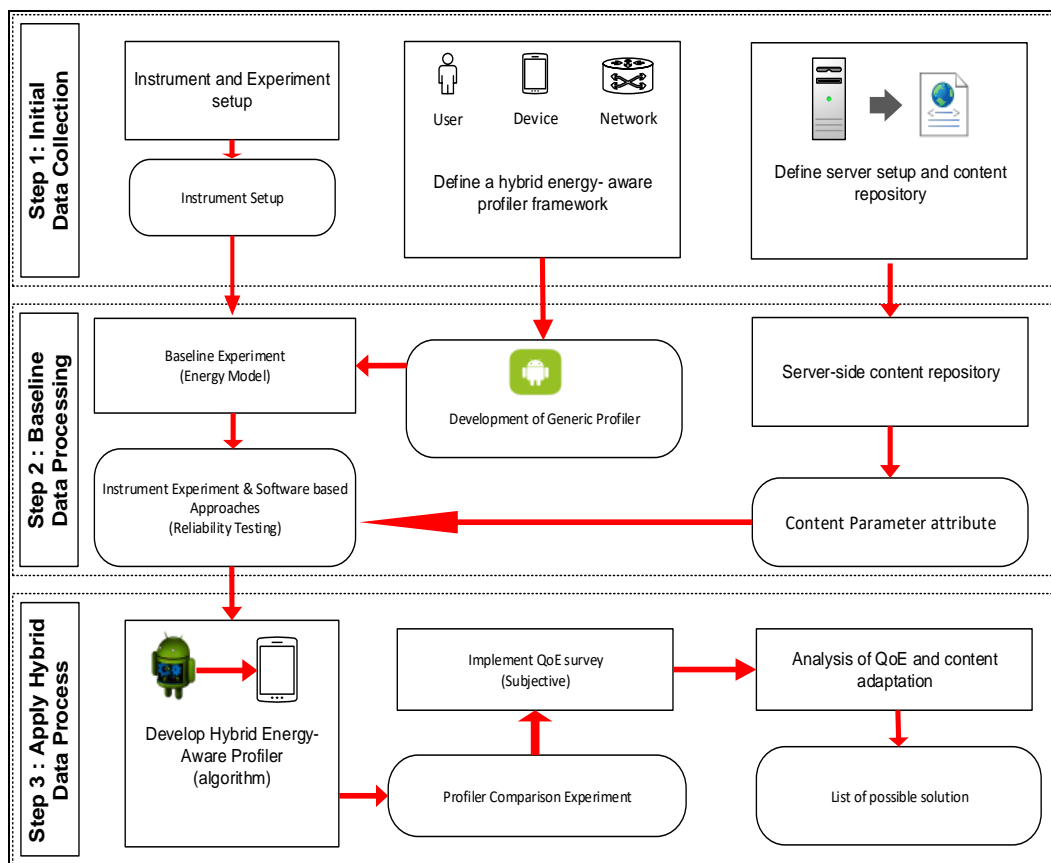 Step 1: Initial
Data Collection
Instrument and Experiment
setup
Instrument Setup
User
Device
Network
Define a hybrid energy- aware
profiler framework
Define server setup and content
repository
Step 2 : Baseline
Data Processing
Baseline Experiment
(Energy Model)
Development of Generic Profiler
Server-side content repository
Instrument Experiment & Software based
Approaches
(Reliability Testing)
Content Parameter attribute
Step 3 : Apply Hybrid
Data Process
Develop Hybrid Energy-
Aware Profiler
(algorithm)
Implement QoE survey
(Subjective)
Analysis of QoE and content
adaptation
Profiler Comparison Experiment
List of possible solution